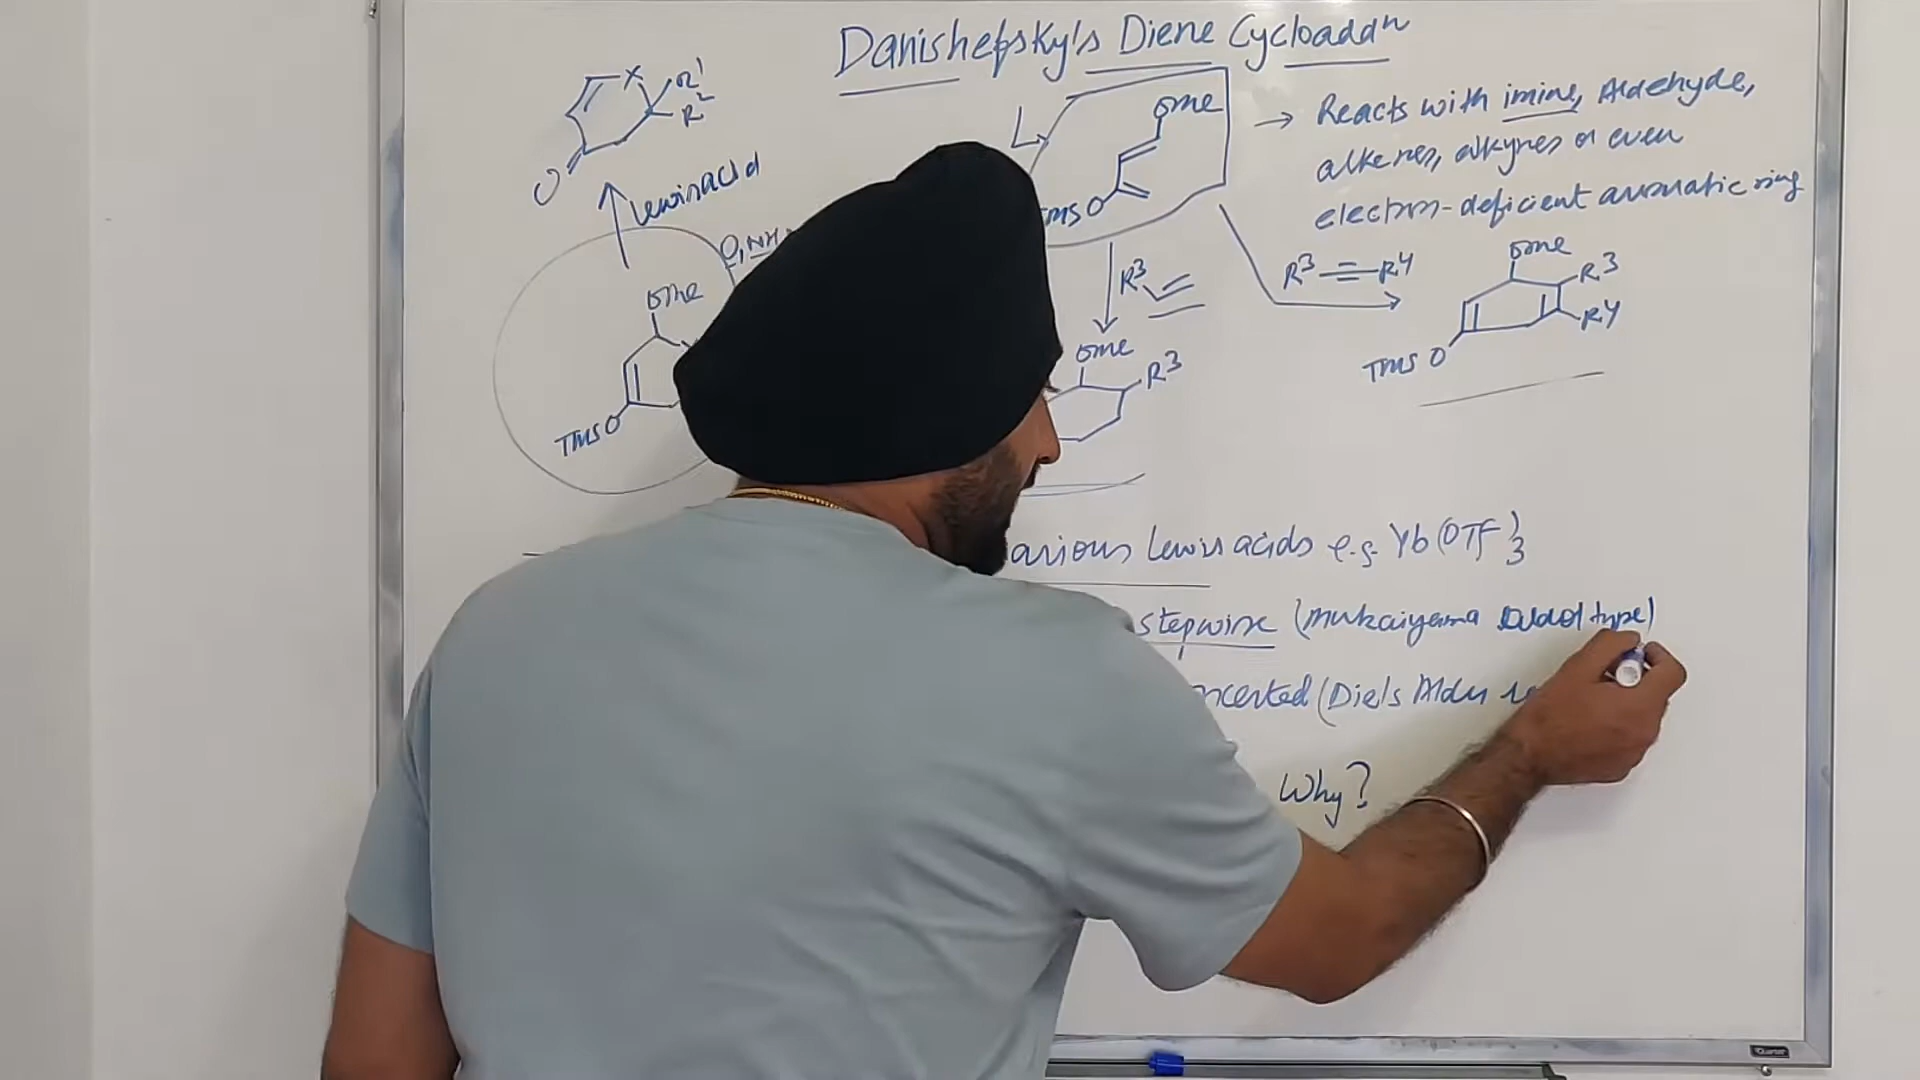 Danishefsky's Diene Cycloaddn
X R1
R2
O
Lewis acid
OMe
TMSO
→ Reacts with imine, Aldehyde,
alkenes, alkynes or even
electron-deficient aromatic ring
O, NH
OMe
TMSO
R3
OMe
R3
R3 R4
OMe
R3
R4
TMSO
arious Lewis acids e.g. Yb(OTF)3
stepwise (Mukaiyama aldol type)
ncerted (Diels Alder
Why?
Quartet